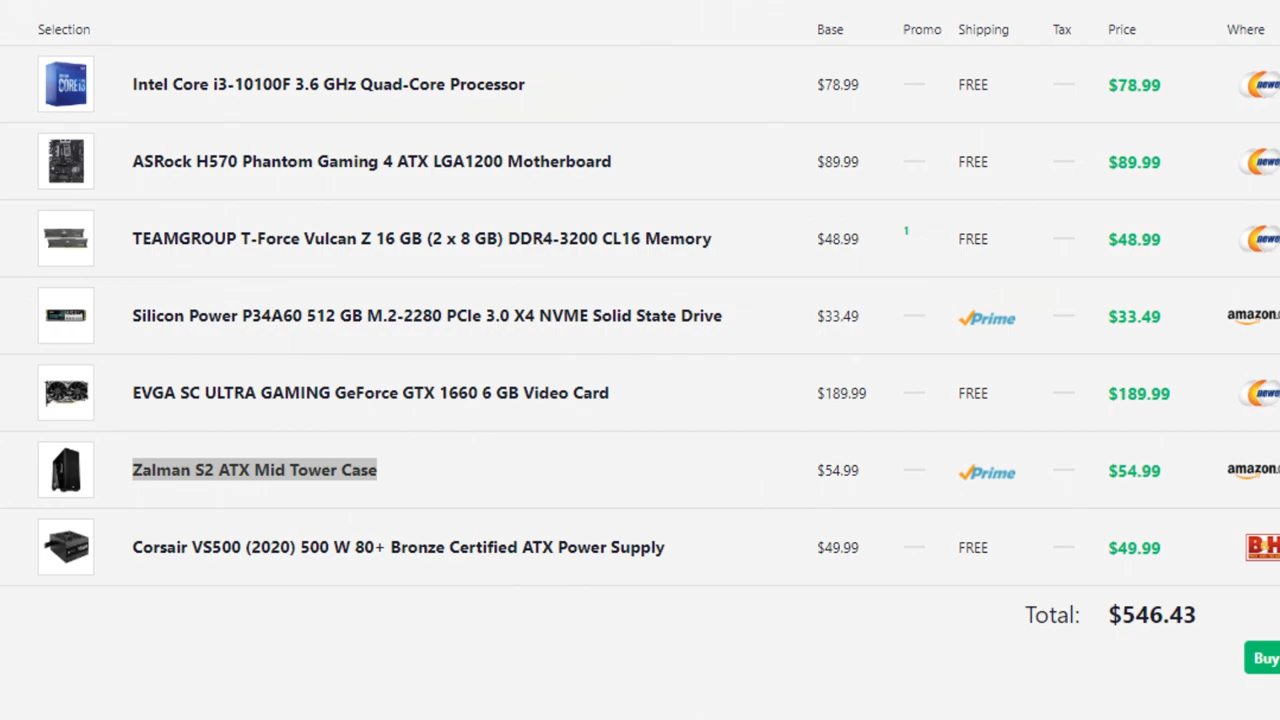 Selection Base Promo Shipping Tax Price Where
Intel Core i3-10100F 3.6 GHz Quad-Core Processor $78.99 — FREE — $78.99
ASRock H570 Phantom Gaming 4 ATX LGA1200 Motherboard $89.99 — FREE — $89.99
TEAMGROUP T-Force Vulcan Z 16 GB (2 x 8 GB) DDR4-3200 CL16 Memory $48.99 1 FREE — $48.99
Silicon Power P34A60 512 GB M.2-2280 PCIe 3.0 X4 NVME Solid State Drive $33.49 — Prime — $33.49 amazon.
EVGA SC ULTRA GAMING GeForce GTX 1660 6 GB Video Card $189.99 — FREE — $189.99
Zalman S2 ATX Mid Tower Case $54.99 — Prime — $54.99 amazon.
Corsair VS500 (2020) 500 W 80+ Bronze Certified ATX Power Supply $49.99 — FREE — $49.99 B&H
Total: $546.43
Buy